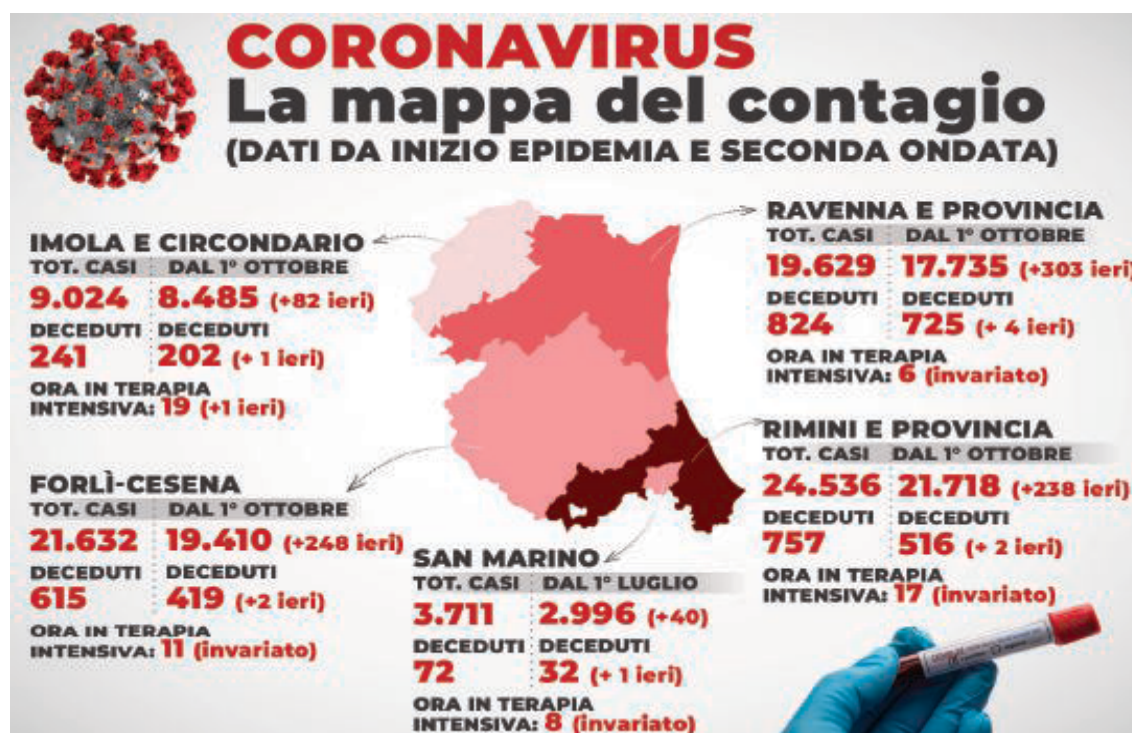 CORONAVIRUS
La mappa del contagio
(DATI DA INIZIO EPIDEMIA E SECONDA ONDATA)
IMOLA E CIRCONDARIO
TOT. CASI DAL 1° OTTOBRE
9.024 8.485 (+82 ieri)
DECEDUTI DECEDUTI
241 202 (+ 1 ieri)
ORA IN TERAPIA
INTENSIVA: 19 (+1 ieri)
FORLÌ-CESENA
TOT. CASI DAL 1° OTTOBRE
21.632 19.410 (+248 ieri)
DECEDUTI DECEDUTI
615 419 (+2 ieri)
ORA IN TERAPIA
INTENSIVA: 11 (invariato)
SAN MARINO
TOT. CASI DAL 1° LUGLIO
3.711 2.996 (+40)
DECEDUTI DECEDUTI
72 32 (+ 1 ieri)
ORA IN TERAPIA
INTENSIVA: 8 (invariato)
RAVENNA E PROVINCIA
TOT. CASI DAL 1° OTTOBRE
19.629 17.735 (+303 ieri)
DECEDUTI DECEDUTI
824 725 (+ 4 ieri)
ORA IN TERAPIA
INTENSIVA: 6 (invariato)
RIMINI E PROVINCIA
TOT. CASI DAL 1° OTTOBRE
24.536 21.718 (+238 ieri)
DECEDUTI DECEDUTI
757 516 (+ 2 ieri)
ORA IN TERAPIA
INTENSIVA: 17 (invariato)